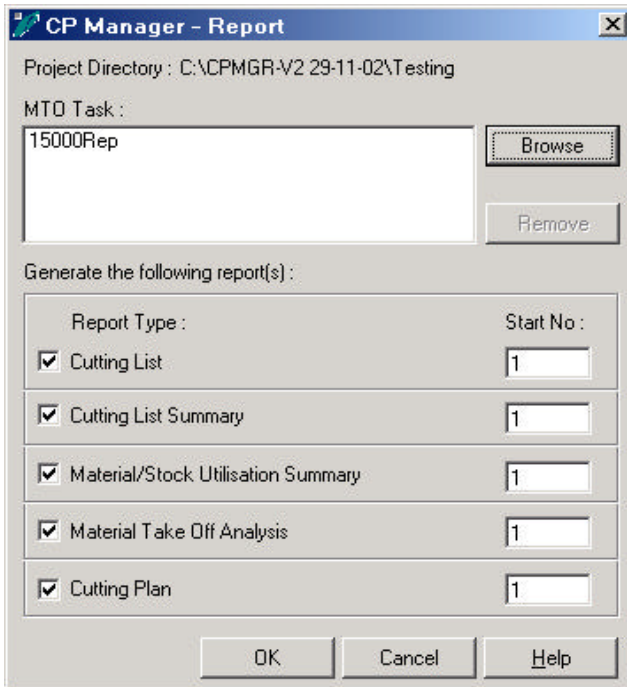 CP Manager - Report
Project Directory : C:\CPMGR-V2 29-11-02\Testing
MTO Task :
15000Rep
Browse
Remove
Generate the following report(s) :
Report Type : Start No :
Cutting List 1
Cutting List Summary 1
Material/Stock Utilisation Summary 1
Material Take Off Analysis 1
Cutting Plan 1
OK Cancel Help